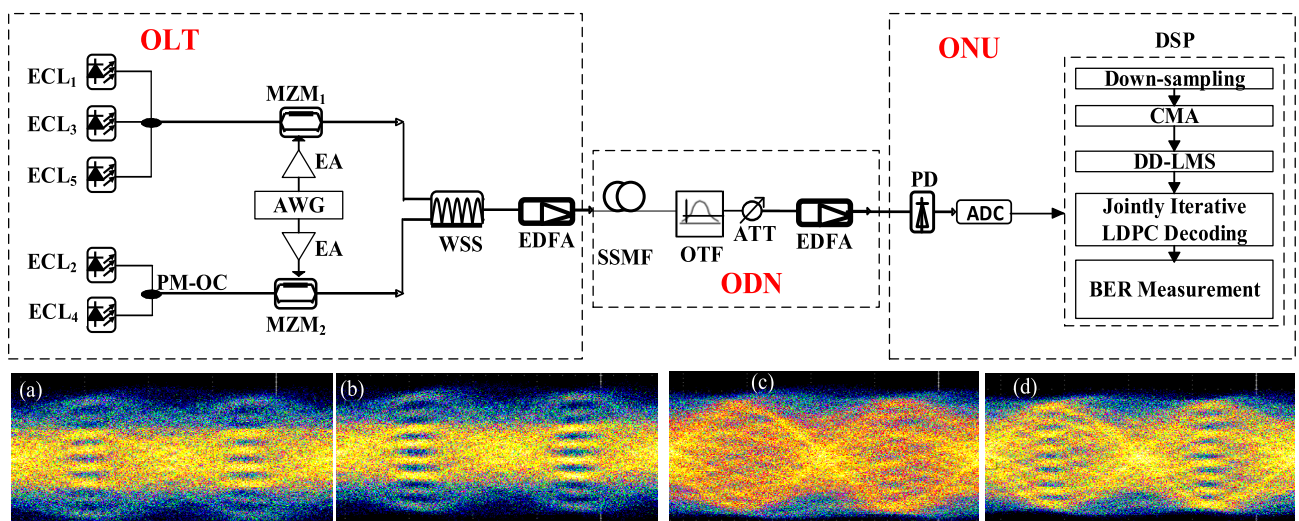 OLT
ECL1
ECL3
ECL5
MZM1
EA
AWG
EA
ECL2
ECL4
PM-OC
MZM2
WSS
EDFA
SSMF
OTF
ATT
EDFA
ODN
ONU
PD
ADC
DSP
Down-sampling
CMA
DD-LMS
Jointly Iterative
LDPC Decoding
BER Measurement
(a)
(b)
(c)
(d)